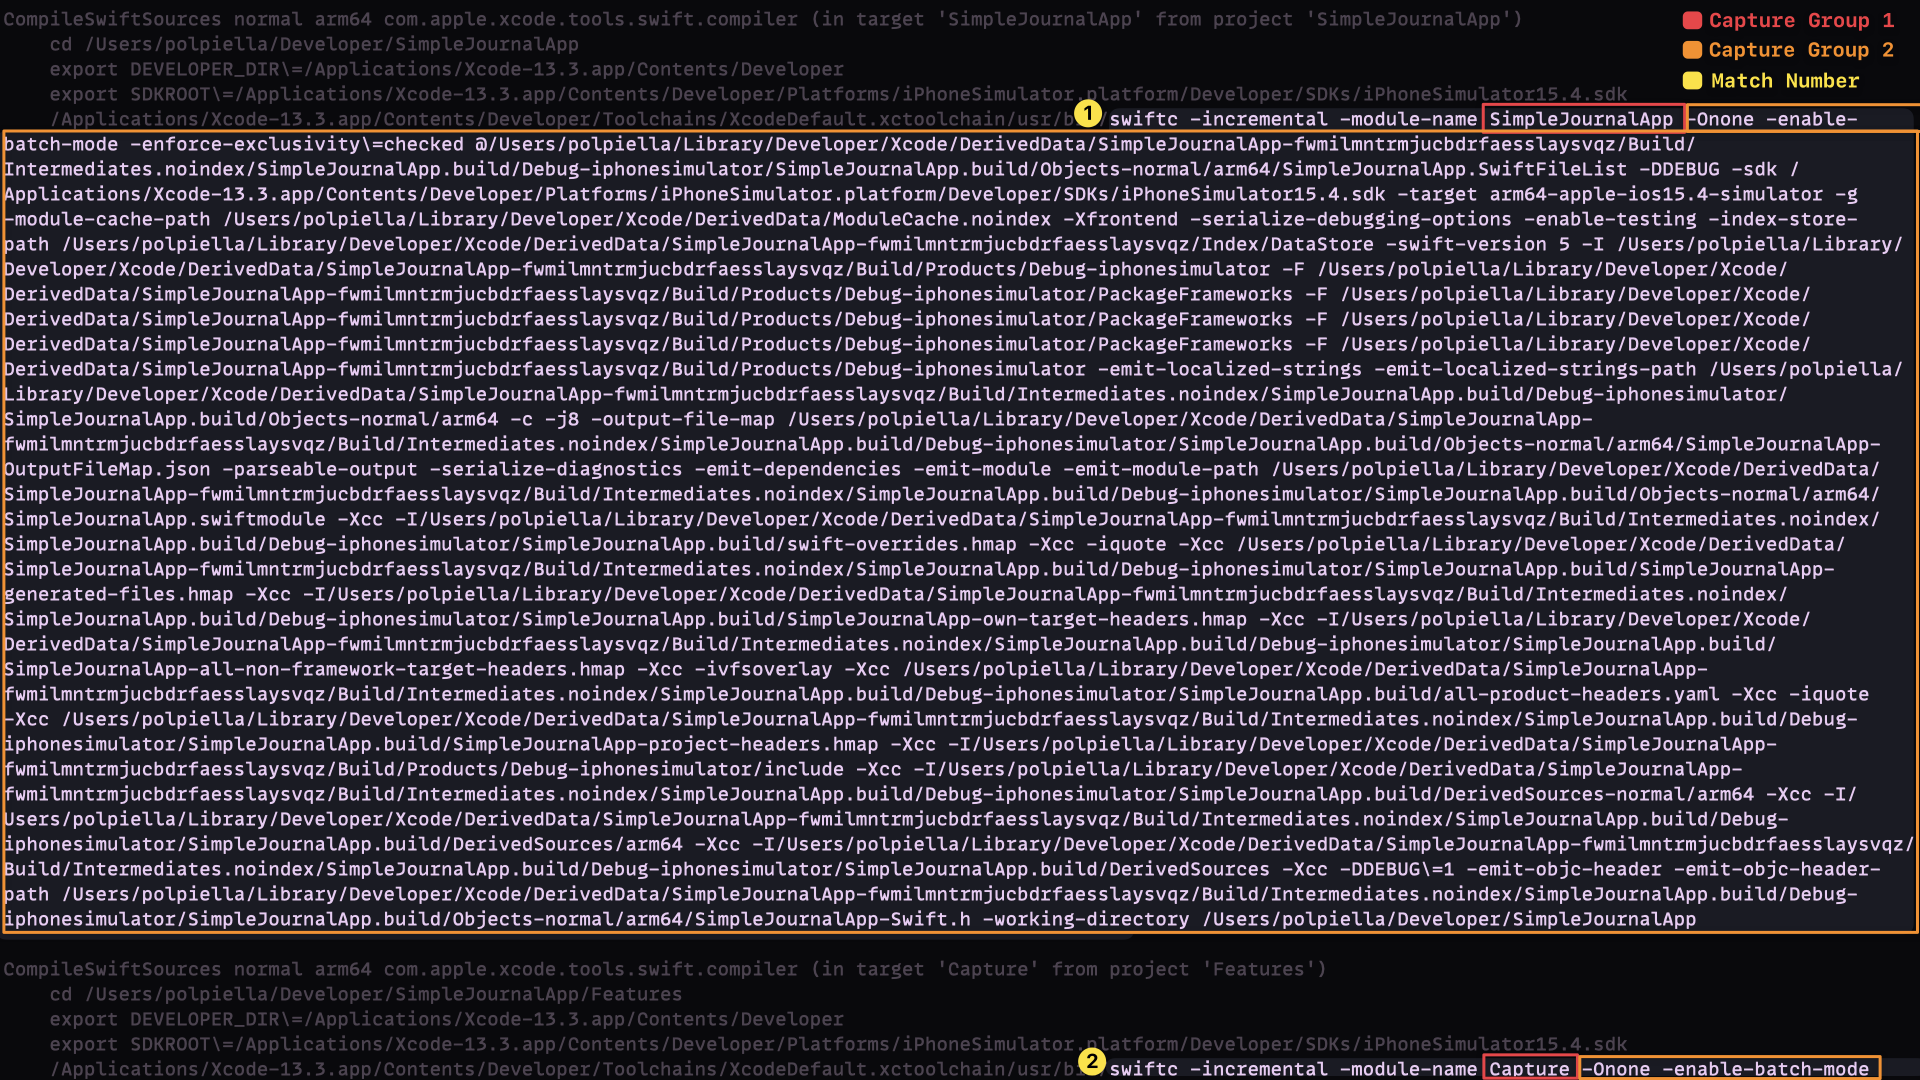 CompileSwiftSources normal arm64 com.apple.xcode.tools.swift.compiler (in target 'SimpleJournalApp' from project 'SimpleJournalApp')
Capture Group 1
cd /Users/polpiella/Developer/SimpleJournalApp
Capture Group 2
export DEVELOPER_DIR\=/Applications/Xcode-13.3.app/Contents/Developer
Match Number
export SDKROOT\=/Applications/Xcode-13.3.app/Contents/Developer/Platforms/iPhoneSimulator.platform/Developer/SDKs/iPhoneSimulator15.4.sdk
/Applications/Xcode-13.3.app/Contents/Developer/Toolchains/XcodeDefault.xctoolchain/usr/b 1 swiftc -incremental -module-name SimpleJournalApp -Onone -enable-
batch-mode -enforce-exclusivity\=checked @/Users/polpiella/Library/Developer/Xcode/DerivedData/SimpleJournalApp-fwmilmntrmjucbdrfaesslaysvqz/Build/
Intermediates.noindex/SimpleJournalApp.build/Debug-iphonesimulator/SimpleJournalApp.build/Objects-normal/arm64/SimpleJournalApp.SwiftFileList -DDEBUG -sdk /
Applications/Xcode-13.3.app/Contents/Developer/Platforms/iPhoneSimulator.platform/Developer/SDKs/iPhoneSimulator15.4.sdk -target arm64-apple-ios15.4-simulator -g
-module-cache-path /Users/polpiella/Library/Developer/Xcode/DerivedData/ModuleCache.noindex -Xfrontend -serialize-debugging-options -enable-testing -index-store-
path /Users/polpiella/Library/Developer/Xcode/DerivedData/SimpleJournalApp-fwmilmntrmjucbdrfaesslaysvqz/Index/DataStore -swift-version 5 -I /Users/polpiella/Library/
Developer/Xcode/DerivedData/SimpleJournalApp-fwmilmntrmjucbdrfaesslaysvqz/Build/Products/Debug-iphonesimulator -F /Users/polpiella/Library/Developer/Xcode/
DerivedData/SimpleJournalApp-fwmilmntrmjucbdrfaesslaysvqz/Build/Products/Debug-iphonesimulator/PackageFrameworks -F /Users/polpiella/Library/Developer/Xcode/
DerivedData/SimpleJournalApp-fwmilmntrmjucbdrfaesslaysvqz/Build/Products/Debug-iphonesimulator/PackageFrameworks -F /Users/polpiella/Library/Developer/Xcode/
DerivedData/SimpleJournalApp-fwmilmntrmjucbdrfaesslaysvqz/Build/Products/Debug-iphonesimulator/PackageFrameworks -F /Users/polpiella/Library/Developer/Xcode/
DerivedData/SimpleJournalApp-fwmilmntrmjucbdrfaesslaysvqz/Build/Products/Debug-iphonesimulator -emit-localized-strings -emit-localized-strings-path /Users/polpiella/
Library/Developer/Xcode/DerivedData/SimpleJournalApp-fwmilmntrmjucbdrfaesslaysvqz/Build/Intermediates.noindex/SimpleJournalApp.build/Debug-iphonesimulator/
SimpleJournalApp.build/Objects-normal/arm64 -c -j8 -output-file-map /Users/polpiella/Library/Developer/Xcode/DerivedData/SimpleJournalApp-
fwmilmntrmjucbdrfaesslaysvqz/Build/Intermediates.noindex/SimpleJournalApp.build/Debug-iphonesimulator/SimpleJournalApp.build/Objects-normal/arm64/SimpleJournalApp-
OutputFileMap.json -parseable-output -serialize-diagnostics -emit-dependencies -emit-module -emit-module-path /Users/polpiella/Library/Developer/Xcode/DerivedData/
SimpleJournalApp-fwmilmntrmjucbdrfaesslaysvqz/Build/Intermediates.noindex/SimpleJournalApp.build/Debug-iphonesimulator/SimpleJournalApp.build/Objects-normal/arm64/
SimpleJournalApp.swiftmodule -Xcc -I/Users/polpiella/Library/Developer/Xcode/DerivedData/SimpleJournalApp-fwmilmntrmjucbdrfaesslaysvqz/Build/Intermediates.noindex/
SimpleJournalApp.build/Debug-iphonesimulator/SimpleJournalApp.build/swift-overrides.hmap -Xcc -iquote -Xcc /Users/polpiella/Library/Developer/Xcode/DerivedData/
SimpleJournalApp-fwmilmntrmjucbdrfaesslaysvqz/Build/Intermediates.noindex/SimpleJournalApp.build/Debug-iphonesimulator/SimpleJournalApp.build/SimpleJournalApp-
generated-files.hmap -Xcc -I/Users/polpiella/Library/Developer/Xcode/DerivedData/SimpleJournalApp-fwmilmntrmjucbdrfaesslaysvqz/Build/Intermediates.noindex/
SimpleJournalApp.build/Debug-iphonesimulator/SimpleJournalApp.build/SimpleJournalApp-own-target-headers.hmap -Xcc -I/Users/polpiella/Library/Developer/Xcode/
DerivedData/SimpleJournalApp-fwmilmntrmjucbdrfaesslaysvqz/Build/Intermediates.noindex/SimpleJournalApp.build/Debug-iphonesimulator/SimpleJournalApp.build/
SimpleJournalApp-all-non-framework-target-headers.hmap -Xcc -ivfsoverlay -Xcc /Users/polpiella/Library/Developer/Xcode/DerivedData/SimpleJournalApp-
fwmilmntrmjucbdrfaesslaysvqz/Build/Intermediates.noindex/SimpleJournalApp.build/Debug-iphonesimulator/SimpleJournalApp.build/all-product-headers.yaml -Xcc -iquote
-Xcc /Users/polpiella/Library/Developer/Xcode/DerivedData/SimpleJournalApp-fwmilmntrmjucbdrfaesslaysvqz/Build/Intermediates.noindex/SimpleJournalApp.build/Debug-
iphonesimulator/SimpleJournalApp.build/SimpleJournalApp-project-headers.hmap -Xcc -I/Users/polpiella/Library/Developer/Xcode/DerivedData/SimpleJournalApp-
fwmilmntrmjucbdrfaesslaysvqz/Build/Products/Debug-iphonesimulator/include -Xcc -I/Users/polpiella/Library/Developer/Xcode/DerivedData/SimpleJournalApp-
fwmilmntrmjucbdrfaesslaysvqz/Build/Intermediates.noindex/SimpleJournalApp.build/Debug-iphonesimulator/SimpleJournalApp.build/DerivedSources-normal/arm64 -Xcc -I/
Users/polpiella/Library/Developer/Xcode/DerivedData/SimpleJournalApp-fwmilmntrmjucbdrfaesslaysvqz/Build/Intermediates.noindex/SimpleJournalApp.build/Debug-
iphonesimulator/SimpleJournalApp.build/DerivedSources/arm64 -Xcc -I/Users/polpiella/Library/Developer/Xcode/DerivedData/SimpleJournalApp-fwmilmntrmjucbdrfaesslaysvqz/
Build/Intermediates.noindex/SimpleJournalApp.build/Debug-iphonesimulator/SimpleJournalApp.build/DerivedSources -Xcc -DDEBUG\=1 -emit-objc-header -emit-objc-header-
path /Users/polpiella/Library/Developer/Xcode/DerivedData/SimpleJournalApp-fwmilmntrmjucbdrfaesslaysvqz/Build/Intermediates.noindex/SimpleJournalApp.build/Debug-
iphonesimulator/SimpleJournalApp.build/Objects-normal/arm64/SimpleJournalApp-Swift.h -working-directory /Users/polpiella/Developer/SimpleJournalApp
CompileSwiftSources normal arm64 com.apple.xcode.tools.swift.compiler (in target 'Capture' from project 'Features')
cd /Users/polpiella/Developer/SimpleJournalApp/Features
export DEVELOPER_DIR\=/Applications/Xcode-13.3.app/Contents/Developer
export SDKROOT\=/Applications/Xcode-13.3.app/Contents/Developer/Platforms/iPhoneSimulator.platform/Developer/SDKs/iPhoneSimulator15.4.sdk
/Applications/Xcode-13.3.app/Contents/Developer/Toolchains/XcodeDefault.xctoolchain/usr/b 2 swiftc -incremental -module-name Capture -Onone -enable-batch-mode